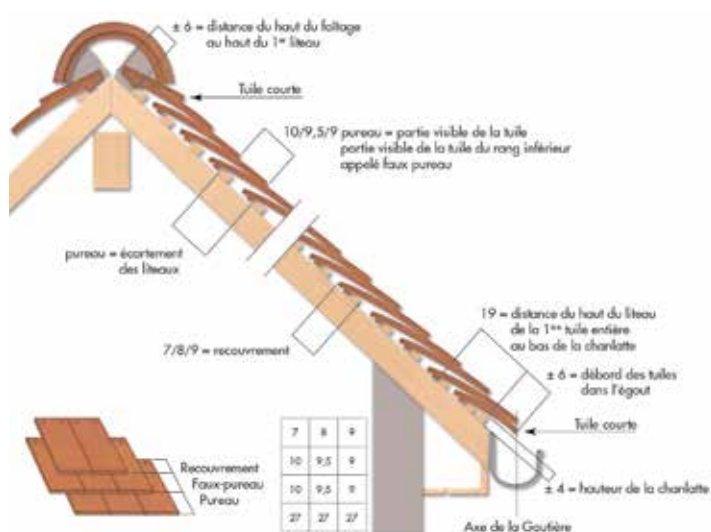 ± 6 = distance du haut du faîtage
au haut du 1er liteau
Tuile courte
10/9,5/9 pureau = partie visible de la tuile
partie visible de la tuile du rang inférieur
appelé faux pureau
pureau = écartement
des liteaux
7/8/9 = recouvrement
19 = distance du haut du liteau
de la 1ère tuile entière
au bas de la chanlatte
± 6 = débord des tuiles
dans l'égout
Tuile courte
± 4 = hauteur de la chanlatte
Axe de la Goutière
Recouvrement
Faux-pureau
Pureau
7 8 9
10 9,5 9
10 9,5 9
27 27 27